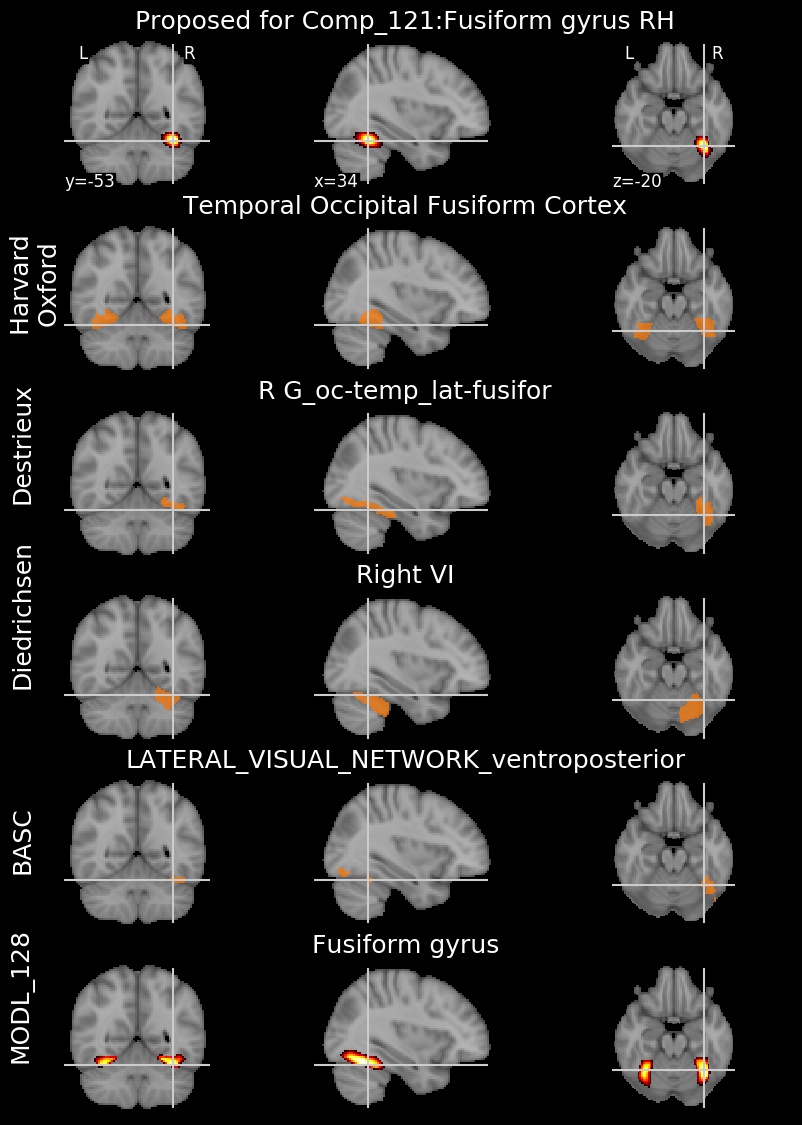 Proposed for Comp_121:Fusiform gyrus RH
L R
L R
y=-53
x=34
z=-20
Temporal Occipital Fusiform Cortex
Harvard
Oxford
R G_oc-temp_lat-fusifor
Destrieux
Right VI
Diedrichsen
LATERAL_VISUAL_NETWORK_ventroposterior
BASC
Fusiform gyrus
MODL_128